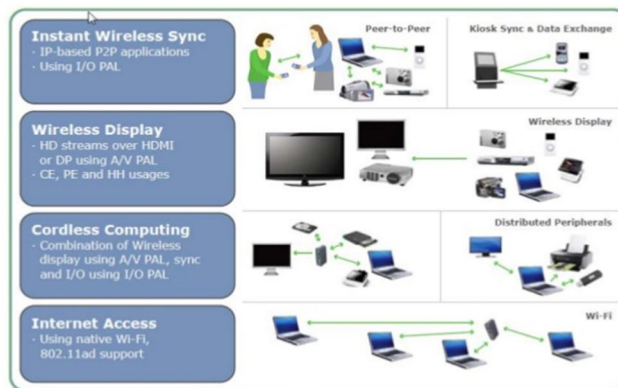 Instant Wireless Sync
· IP-based P2P applications
· Using I/O PAL
Peer-to-Peer
Kiosk Sync & Data Exchange
Wireless Display
· HD streams over HDMI
or DP using A/V PAL
· CE, PE and HH usages
Wireless Display
Cordless Computing
· Combination of Wireless
display using A/V PAL, sync
and I/O using I/O PAL
Distributed Peripherals
Internet Access
· Using native Wi-Fi,
802.11ad support
Wi-Fi